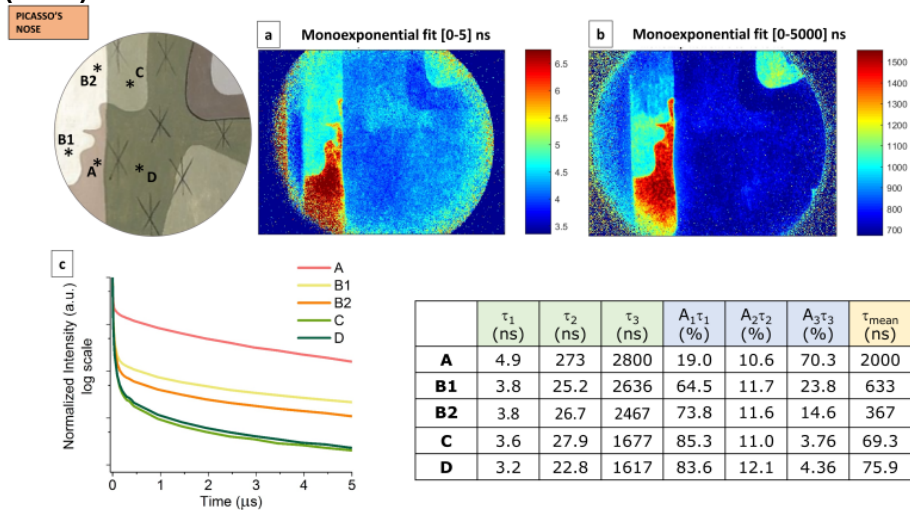 PICASSO'S
NOSE
B2
*
C
*
B1
*
A
*
*
D
a
Monoexponential fit [0-5] ns
6.5
6
5.5
5
4.5
4
3.5
b
Monoexponential fit [0-5000] ns
1500
1400
1300
1200
1100
1000
900
800
700
c
Normalized Intensity (a.u.)
log scale
A
B1
B2
C
D
0 1 2 3 4 5
Time (μs)
τ1 (ns) τ2 (ns) τ3 (ns) A1τ1 (%) A2τ2 (%) A3τ3 (%) τmean (ns)
A 4.9 273 2800 19.0 10.6 70.3 2000
B1 3.8 25.2 2636 64.5 11.7 23.8 633
B2 3.8 26.7 2467 73.8 11.6 14.6 367
C 3.6 27.9 1677 85.3 11.0 3.76 69.3
D 3.2 22.8 1617 83.6 12.1 4.36 75.9